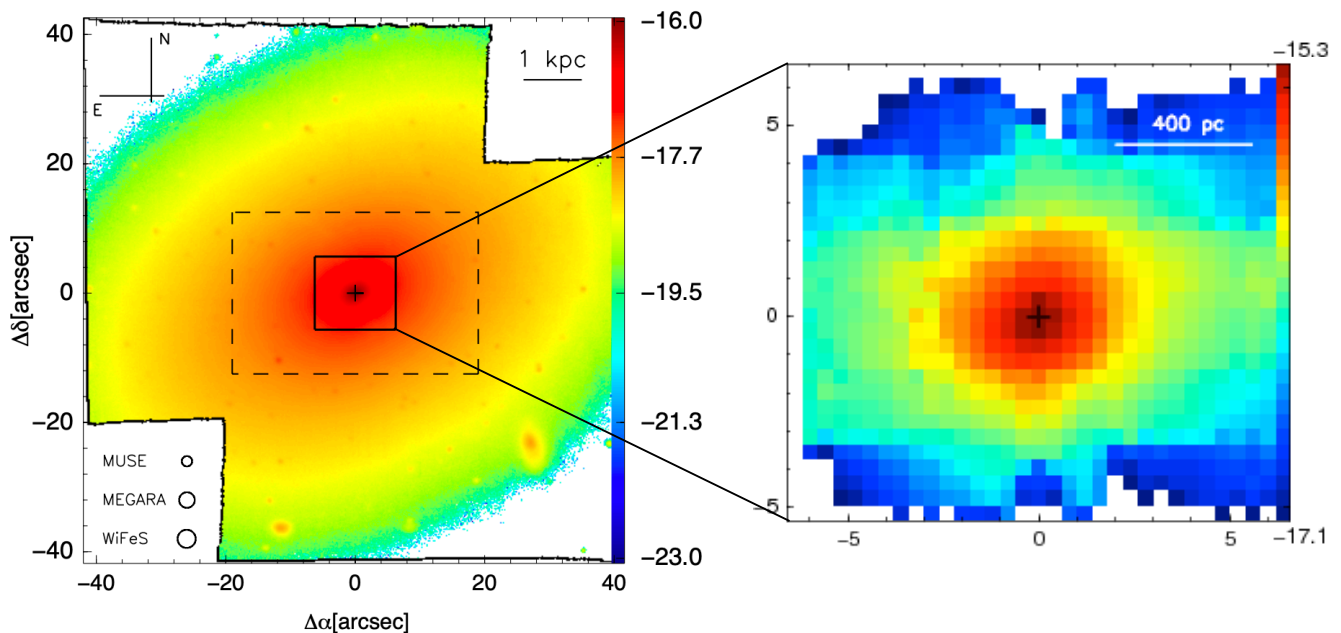 40
20
0
−20
−40
Δδ[arcsec]
N
E
1 kpc
MUSE
MEGARA
WiFeS
−40 −20 0 20 40
Δα[arcsec]
−16.0
−17.7
−19.5
−21.3
−23.0
−15.3
400 pc
5
0
−5
−5 0 5
−17.1